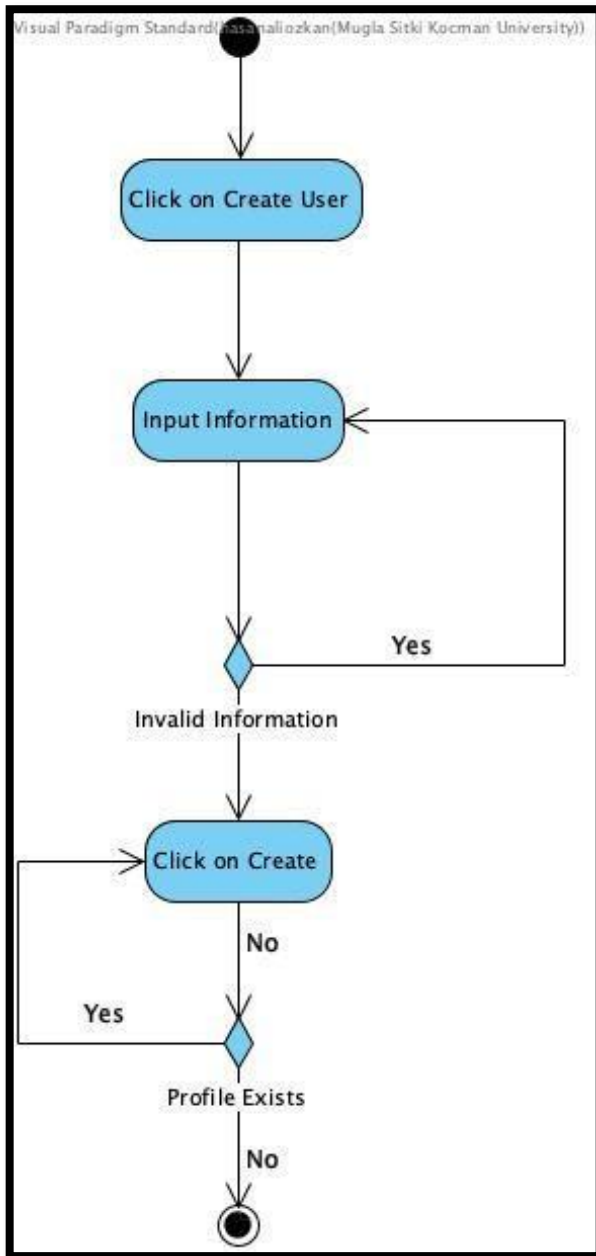 Visual Paradigm Standard(hasanaliozkan(Mugla Sitki Kocman University))
Click on Create User
Input Information
Yes
Invalid Information
Click on Create
No
Yes
Profile Exists
No